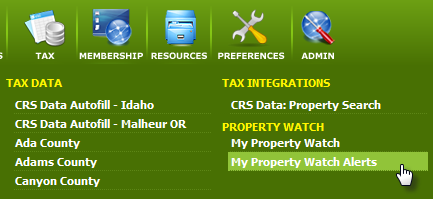 S
TAX
MEMBERSHIP
RESOURCES
PREFERENCES
ADMIN
TAX DATA
CRS Data Autofill - Idaho
CRS Data Autofill - Malheur OR
Ada County
Adams County
Canyon County
TAX INTEGRATIONS
CRS Data: Property Search
PROPERTY WATCH
My Property Watch
My Property Watch Alerts